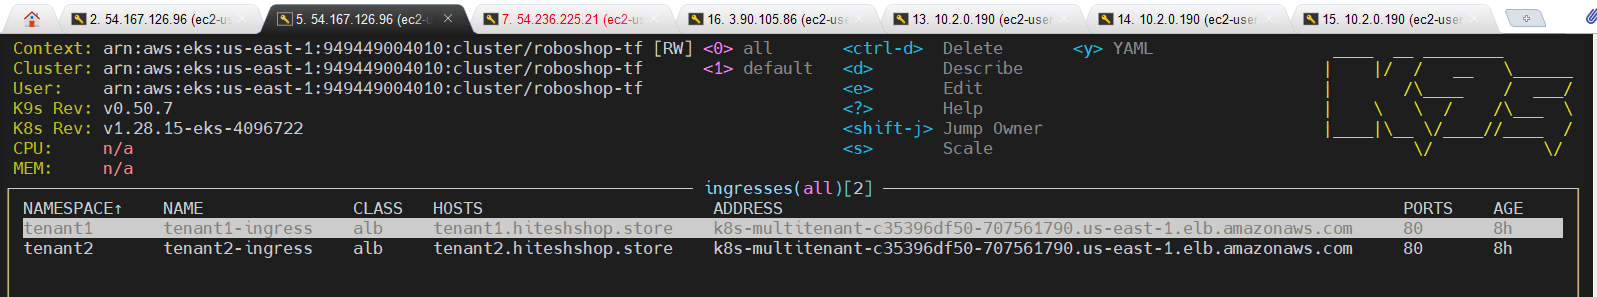 2. 54.167.126.96 (ec2-us
5. 54.167.126.96 (ec2-u
7. 54.236.225.21 (ec2-us
16. 3.90.105.86 (ec2-user
13. 10.2.0.190 (ec2-user
14. 10.2.0.190 (ec2-user
15. 10.2.0.190 (ec2-user
Context: arn:aws:eks:us-east-1:949449004010:cluster/roboshop-tf [RW] <0> all <ctrl-d> Delete <y> YAML
Cluster: arn:aws:eks:us-east-1:949449004010:cluster/roboshop-tf <1> default <d> Describe
User: arn:aws:eks:us-east-1:949449004010:cluster/roboshop-tf <e> Edit
K9s Rev: v0.50.7 <?> Help
K8s Rev: v1.28.15-eks-4096722 <shift-j> Jump Owner
CPU: n/a <s> Scale
MEM: n/a
K9s
ingresses(all)[2]
NAMESPACE↑ NAME CLASS HOSTS ADDRESS PORTS AGE
tenant1 tenant1-ingress alb tenant1.hiteshshop.store k8s-multitenant-c35396df50-707561790.us-east-1.elb.amazonaws.com 80 8h
tenant2 tenant2-ingress alb tenant2.hiteshshop.store k8s-multitenant-c35396df50-707561790.us-east-1.elb.amazonaws.com 80 8h